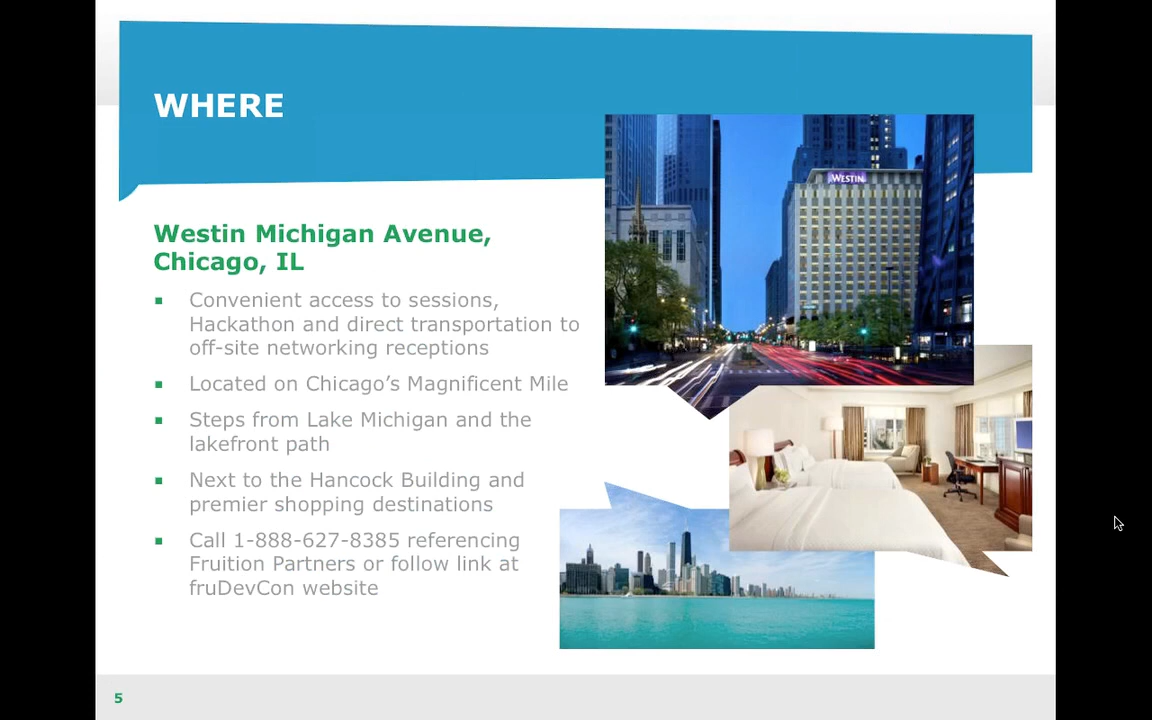 WHERE
WESTIN
Westin Michigan Avenue,
Chicago, IL
Convenient access to sessions,
Hackathon and direct transportation to
off-site networking receptions
Located on Chicago’s Magnificent Mile
Steps from Lake Michigan and the
lakefront path
Next to the Hancock Building and
premier shopping destinations
Call 1-888-627-8385 referencing
Fruition Partners or follow link at
fruDevCon website
5